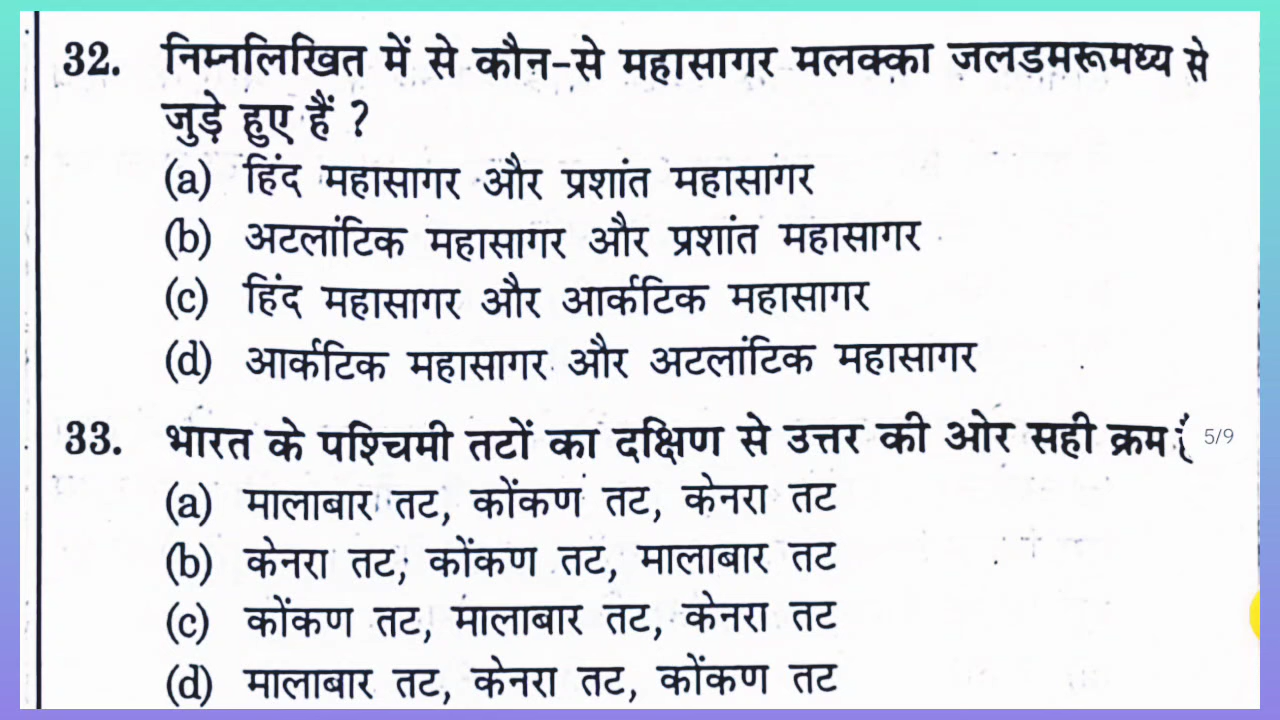 32. निम्नलिखित में से कौन-से महासागर मलक्का जलडमरूमध्य से
जुड़े हुए हैं ?
(a) हिंद महासागर और प्रशांत महासागर
(b) अटलांटिक महासागर और प्रशांत महासागर
(c) हिंद महासागर और आर्कटिक महासागर
(d) आर्कटिक महासागर और अटलांटिक महासागर
33. भारत के पश्चिमी तटों का दक्षिण से उत्तर की ओर सही क्रम
5/9
(a) मालाबार तट, कोंकण तट, केनरा तट
(b) केनरा तट, कोंकण तट, मालाबार तट
(c) कोंकण तट, मालाबार तट, केनरा तट
(d) मालाबार तट, केनरा तट, कोंकण तट